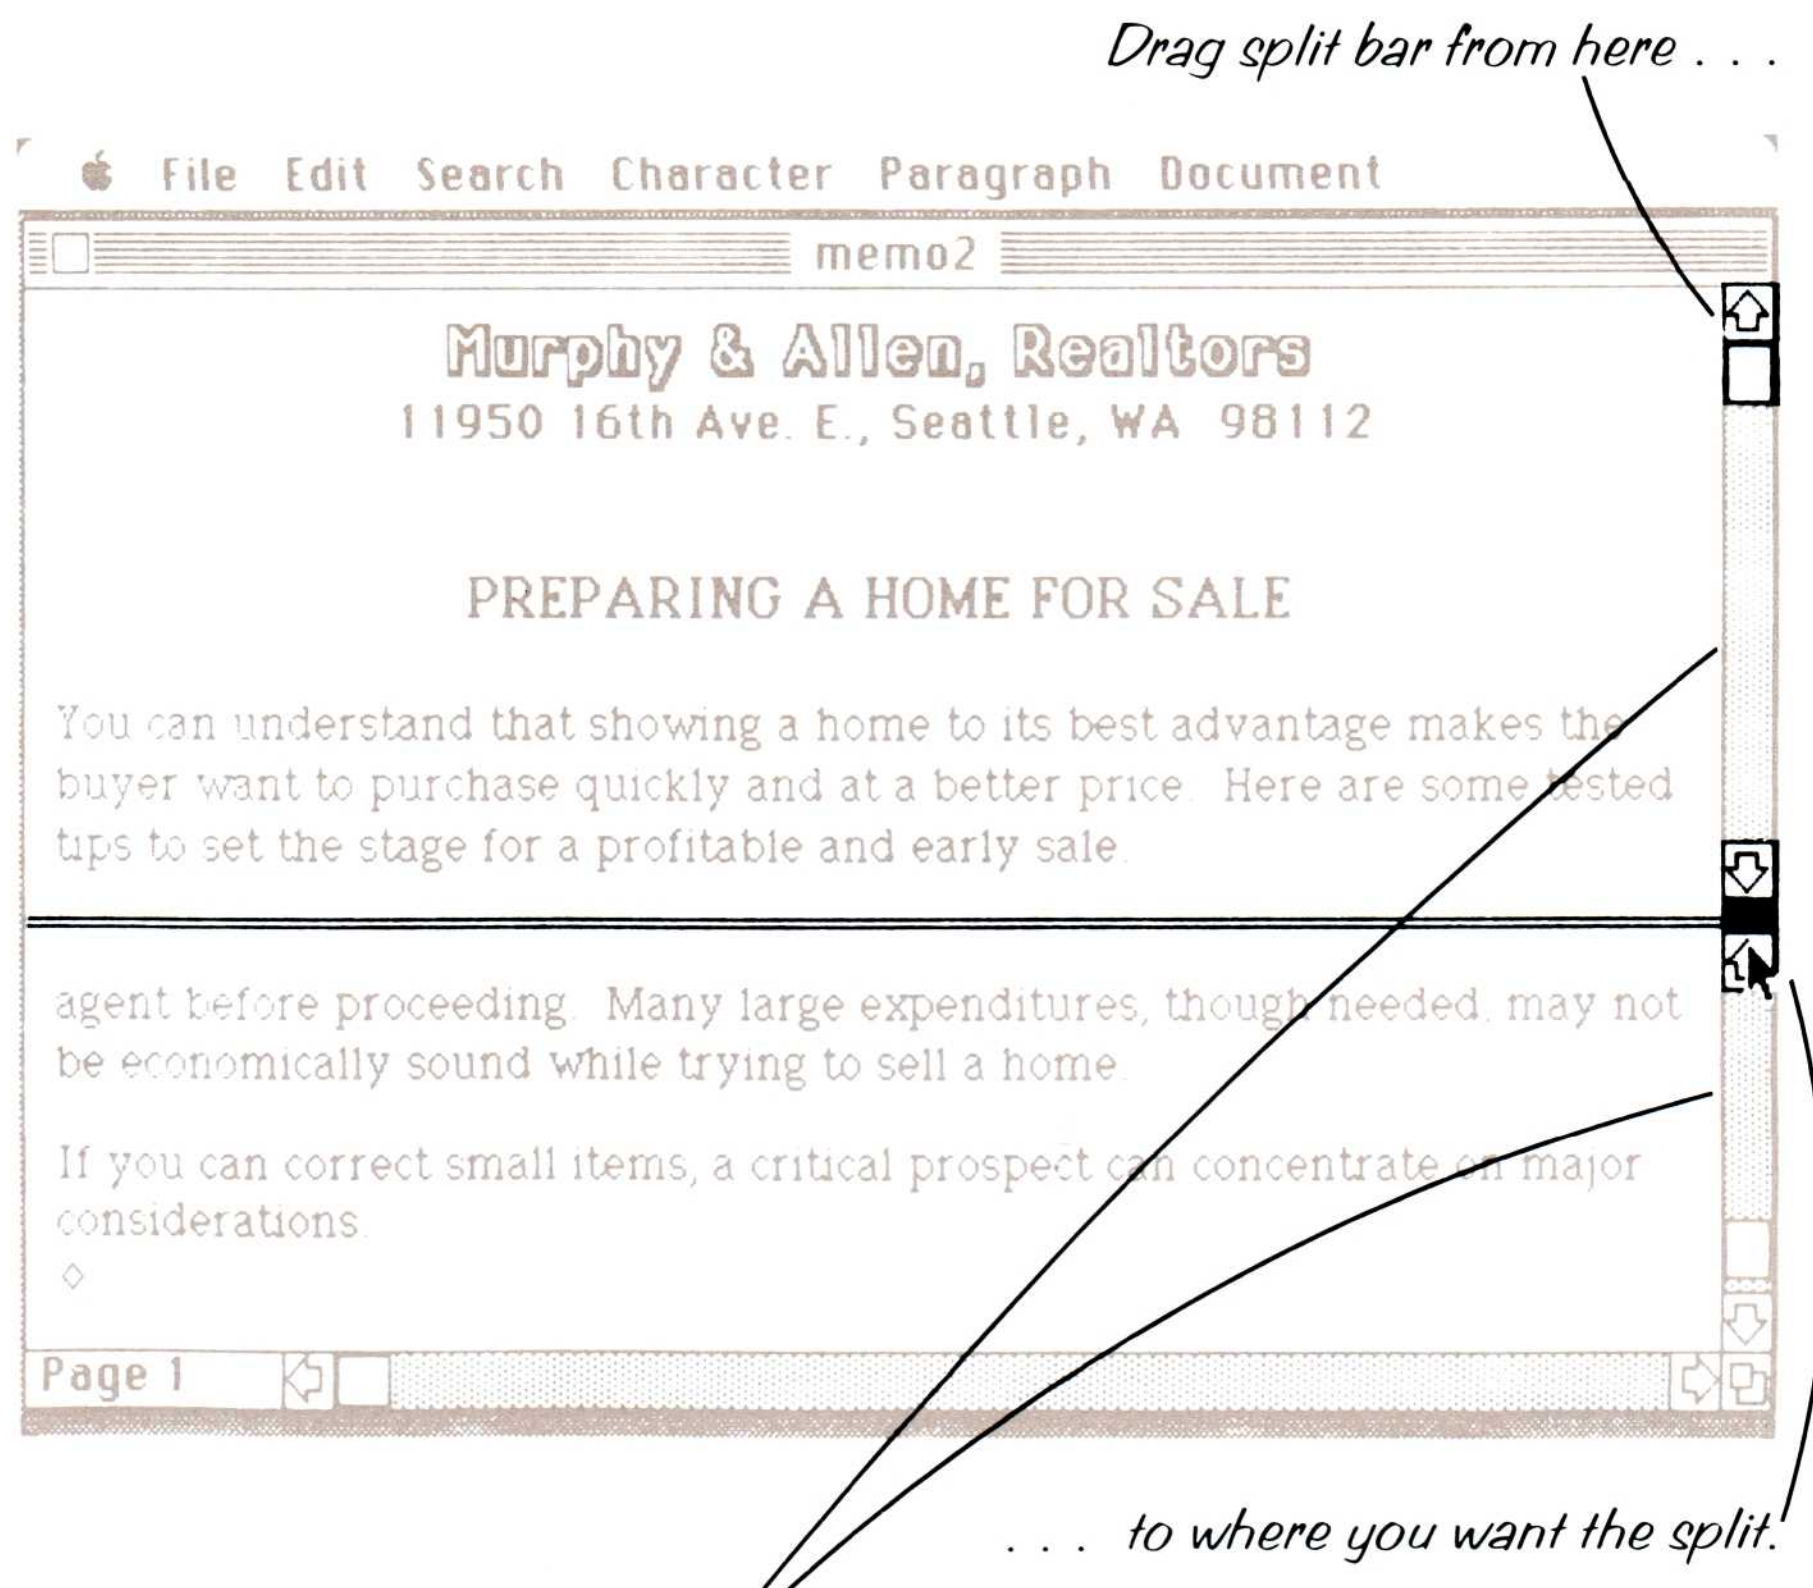 Drag split bar from here . . .
File Edit Search Character Paragraph Document
memo2
Murphy & Allen, Realtors
11950 16th Ave. E., Seattle, WA 98112
PREPARING A HOME FOR SALE
You can understand that showing a home to its best advantage makes the
buyer want to purchase quickly and at a better price. Here are some tested
tips to set the stage for a profitable and early sale.
agent before proceeding. Many large expenditures, though needed, may not
be economically sound while trying to sell a home.
If you can correct small items, a critical prospect can concentrate on major
considerations.
Page 1
. . . to where you want the split.